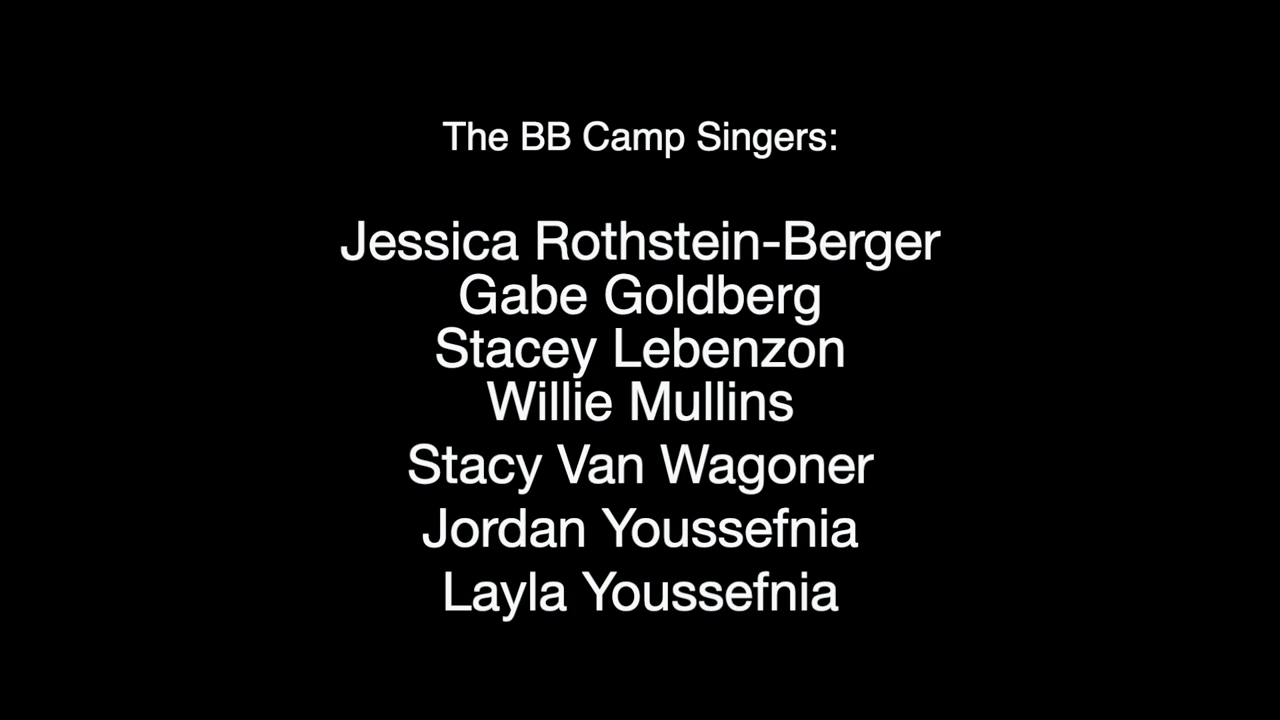 The BB Camp Singers:
Jessica Rothstein-Berger
Gabe Goldberg
Stacey Lebenzon
Willie Mullins
Stacy Van Wagoner
Jordan Youssefnia
Layla Youssefnia